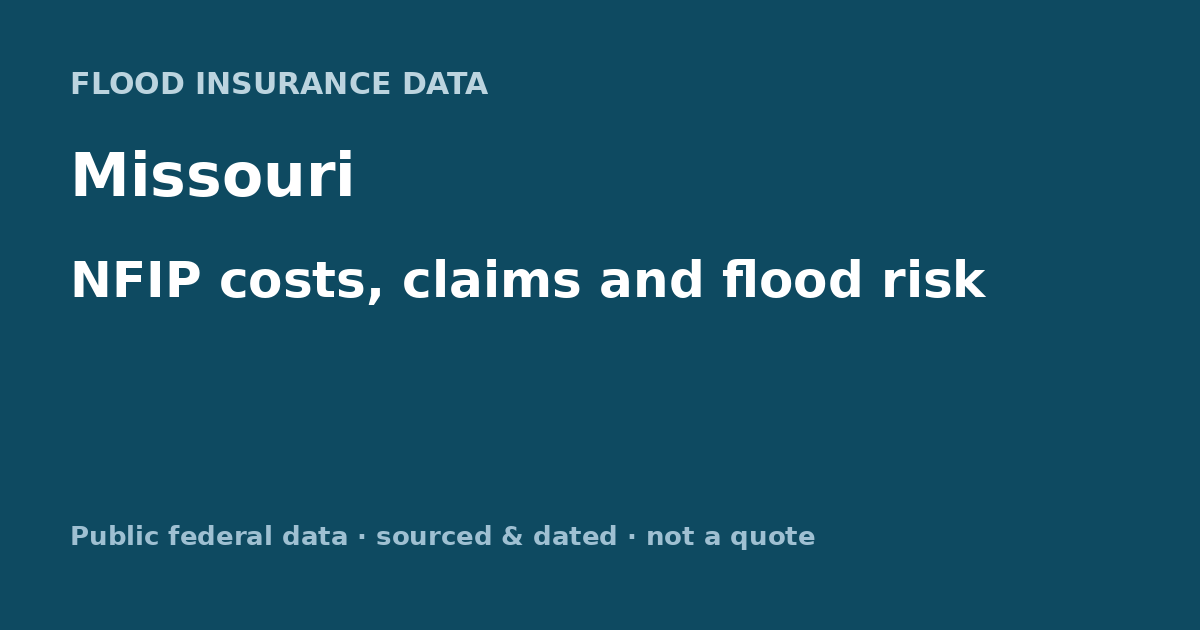 FLOOD INSURANCE DATA
Missouri
NFIP costs, claims and flood risk
Public federal data · sourced & dated · not a quote